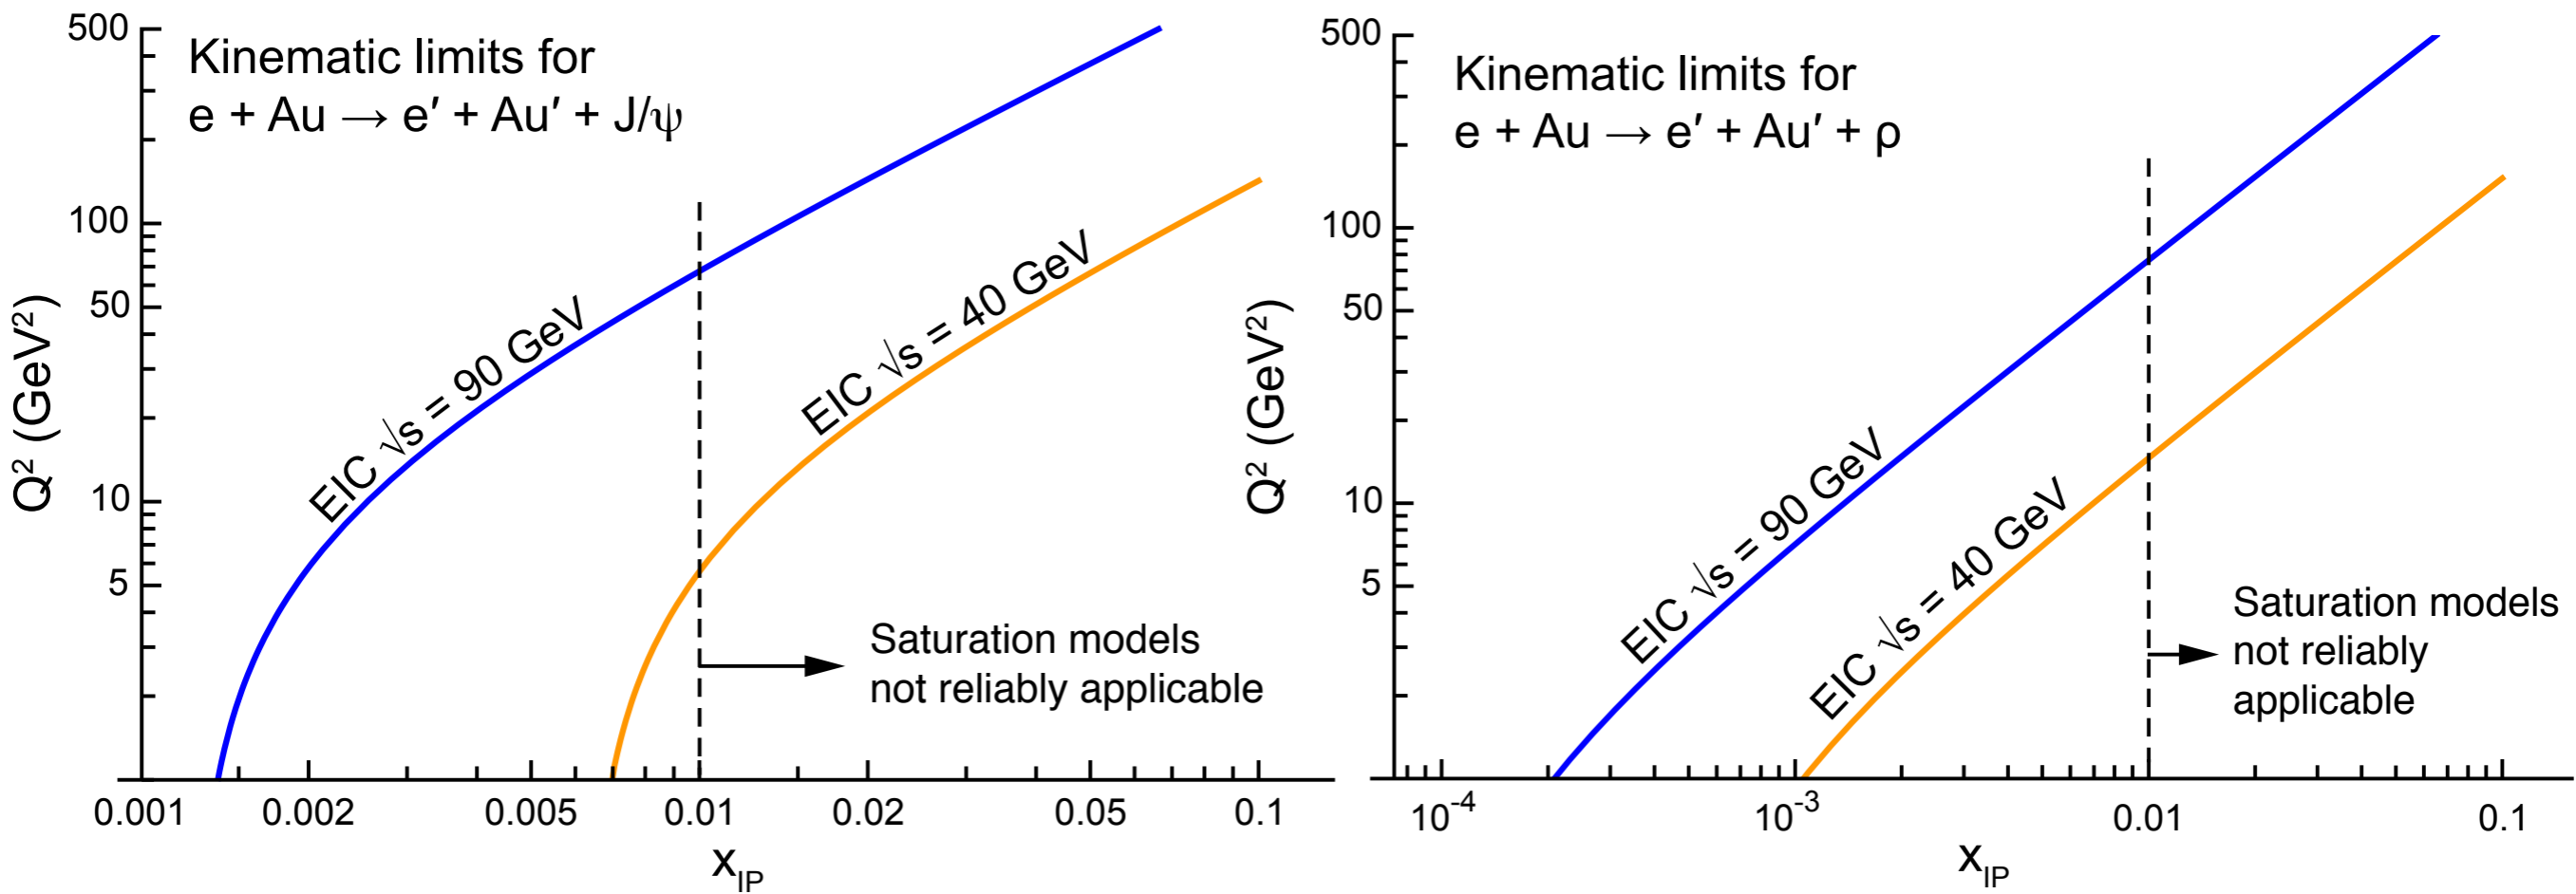 Kinematic limits for
e + Au → e′ + Au′ + J/ψ
500
100
50
10
5
Q² (GeV²)
EIC √s = 90 GeV
EIC √s = 40 GeV
Saturation models
not reliably applicable
0.001 0.002 0.005 0.01 0.02 0.05 0.1
x_IP
Kinematic limits for
e + Au → e′ + Au′ + ρ
500
100
50
10
5
Q² (GeV²)
EIC √s = 90 GeV
EIC √s = 40 GeV
Saturation models
not reliably
applicable
10⁻⁴ 10⁻³ 0.01 0.1
x_IP